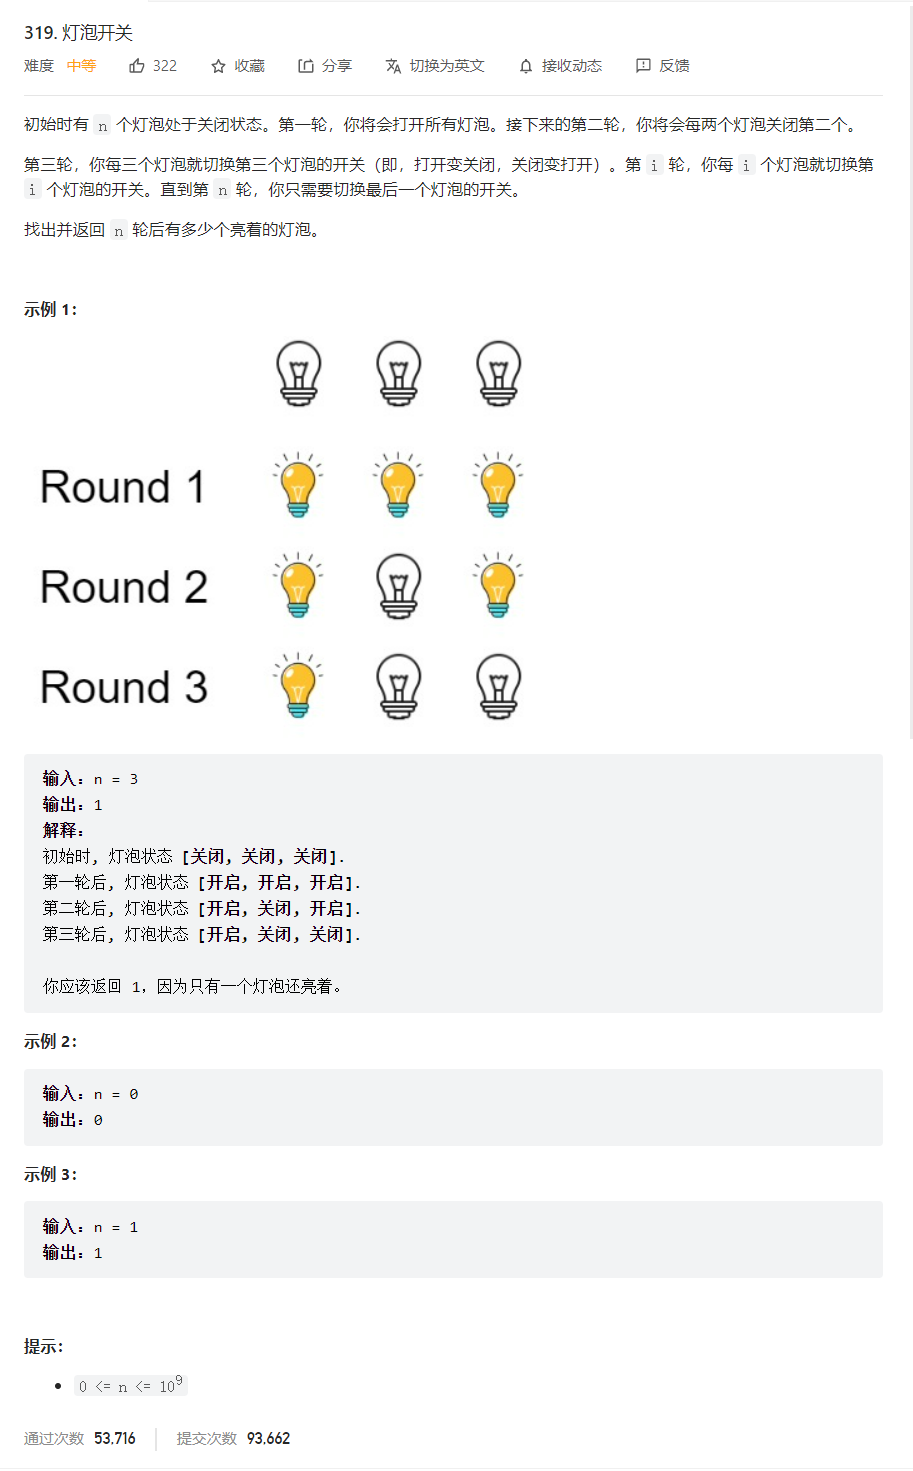 319. 灯泡开关
难度 中等 322 收藏 分享 切换为英文 接收动态 反馈
初始时有 n 个灯泡处于关闭状态。第一轮，你将会打开所有灯泡。接下来的第二轮，你将会每两个灯泡关闭第二个。
第三轮，你每三个灯泡就切换第三个灯泡的开关（即，打开变关闭，关闭变打开）。第 i 轮，你每 i 个灯泡就切换第
i 个灯泡的开关。直到第 n 轮，你只需要切换最后一个灯泡的开关。
找出并返回 n 轮后有多少个亮着的灯泡。
示例 1：
Round 1
Round 2
Round 3
输入：n = 3
输出：1
解释：
初始时, 灯泡状态 [关闭, 关闭, 关闭].
第一轮后, 灯泡状态 [开启, 开启, 开启].
第二轮后, 灯泡状态 [开启, 关闭, 开启].
第三轮后, 灯泡状态 [开启, 关闭, 关闭].
你应该返回 1，因为只有一个灯泡还亮着。
示例 2：
输入：n = 0
输出：0
示例 3：
输入：n = 1
输出：1
提示：
• 0 <= n <= 10⁹
通过次数 53,716 提交次数 93,662